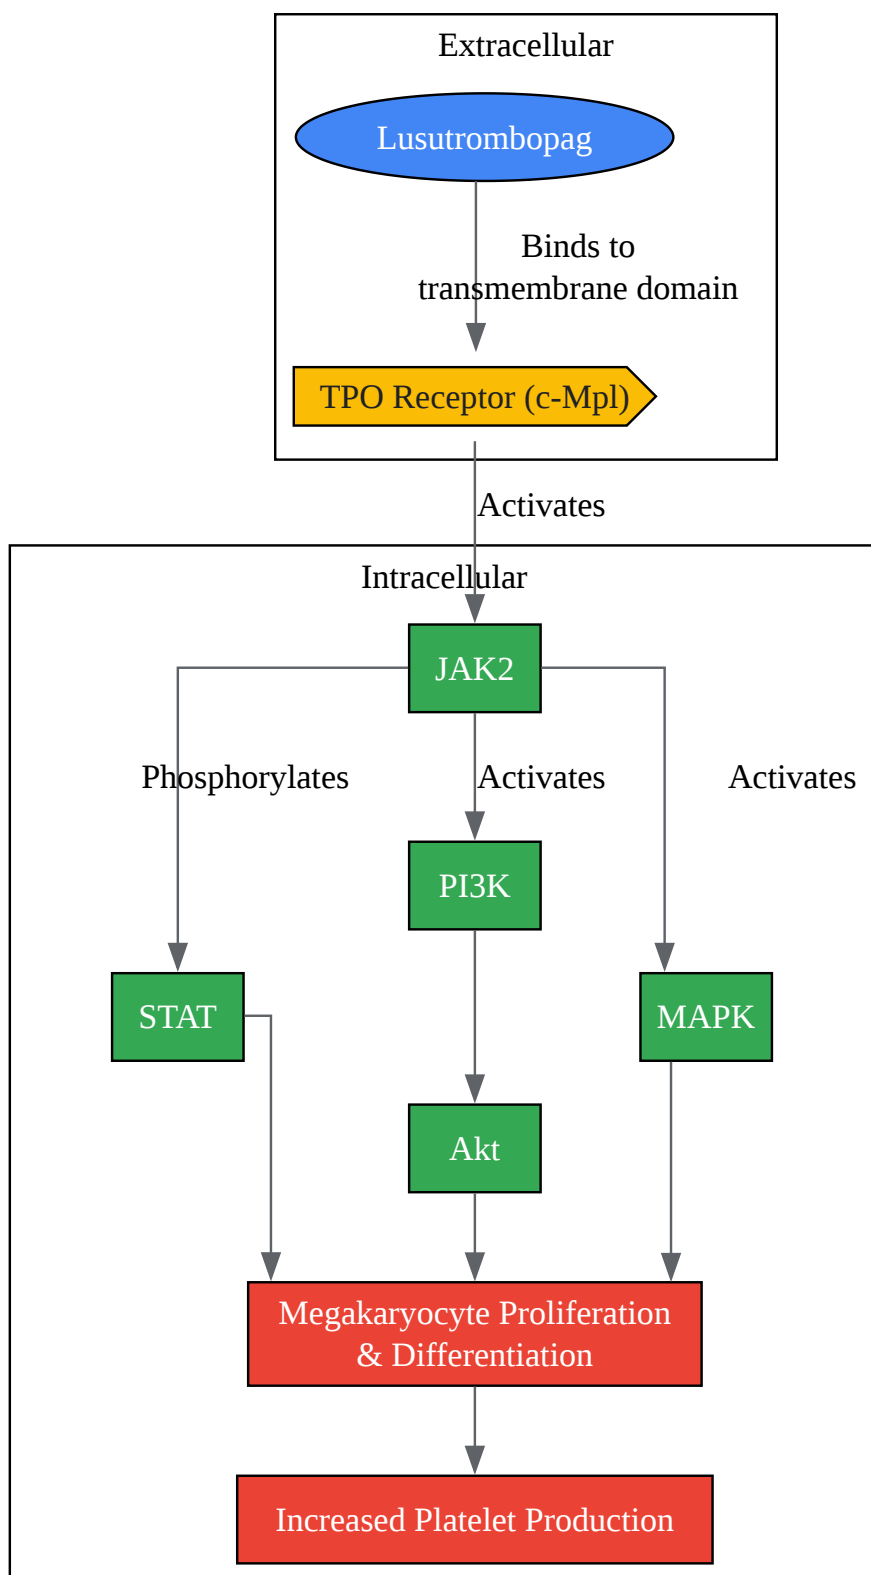 Extracellular
Lusutrombopag
Binds to
transmembrane domain
TPO Receptor (c-Mpl)
Activates
Intracellular
JAK2
Phosphorylates
Activates
Activates
PI3K
STAT
MAPK
Akt
Megakaryocyte Proliferation
& Differentiation
Increased Platelet Production